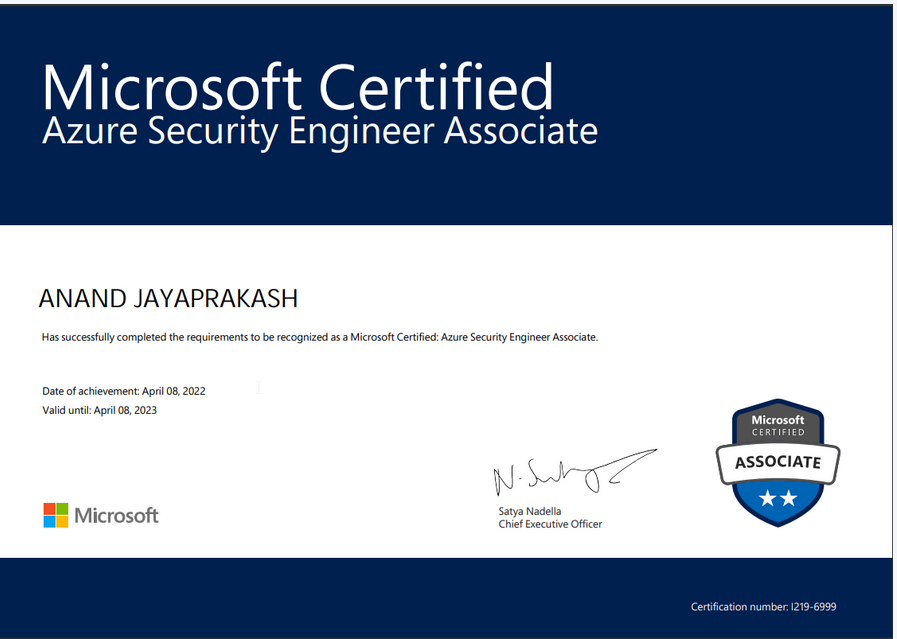 Microsoft Certified
Azure Security Engineer Associate
ANAND JAYAPRAKASH
Has successfully completed the requirements to be recognized as a Microsoft Certified: Azure Security Engineer Associate.
Date of achievement: April 08, 2022
Valid until: April 08, 2023
Microsoft
CERTIFIED
ASSOCIATE
Satya Nadella
Chief Executive Officer
Microsoft
Certification number: I219-6999